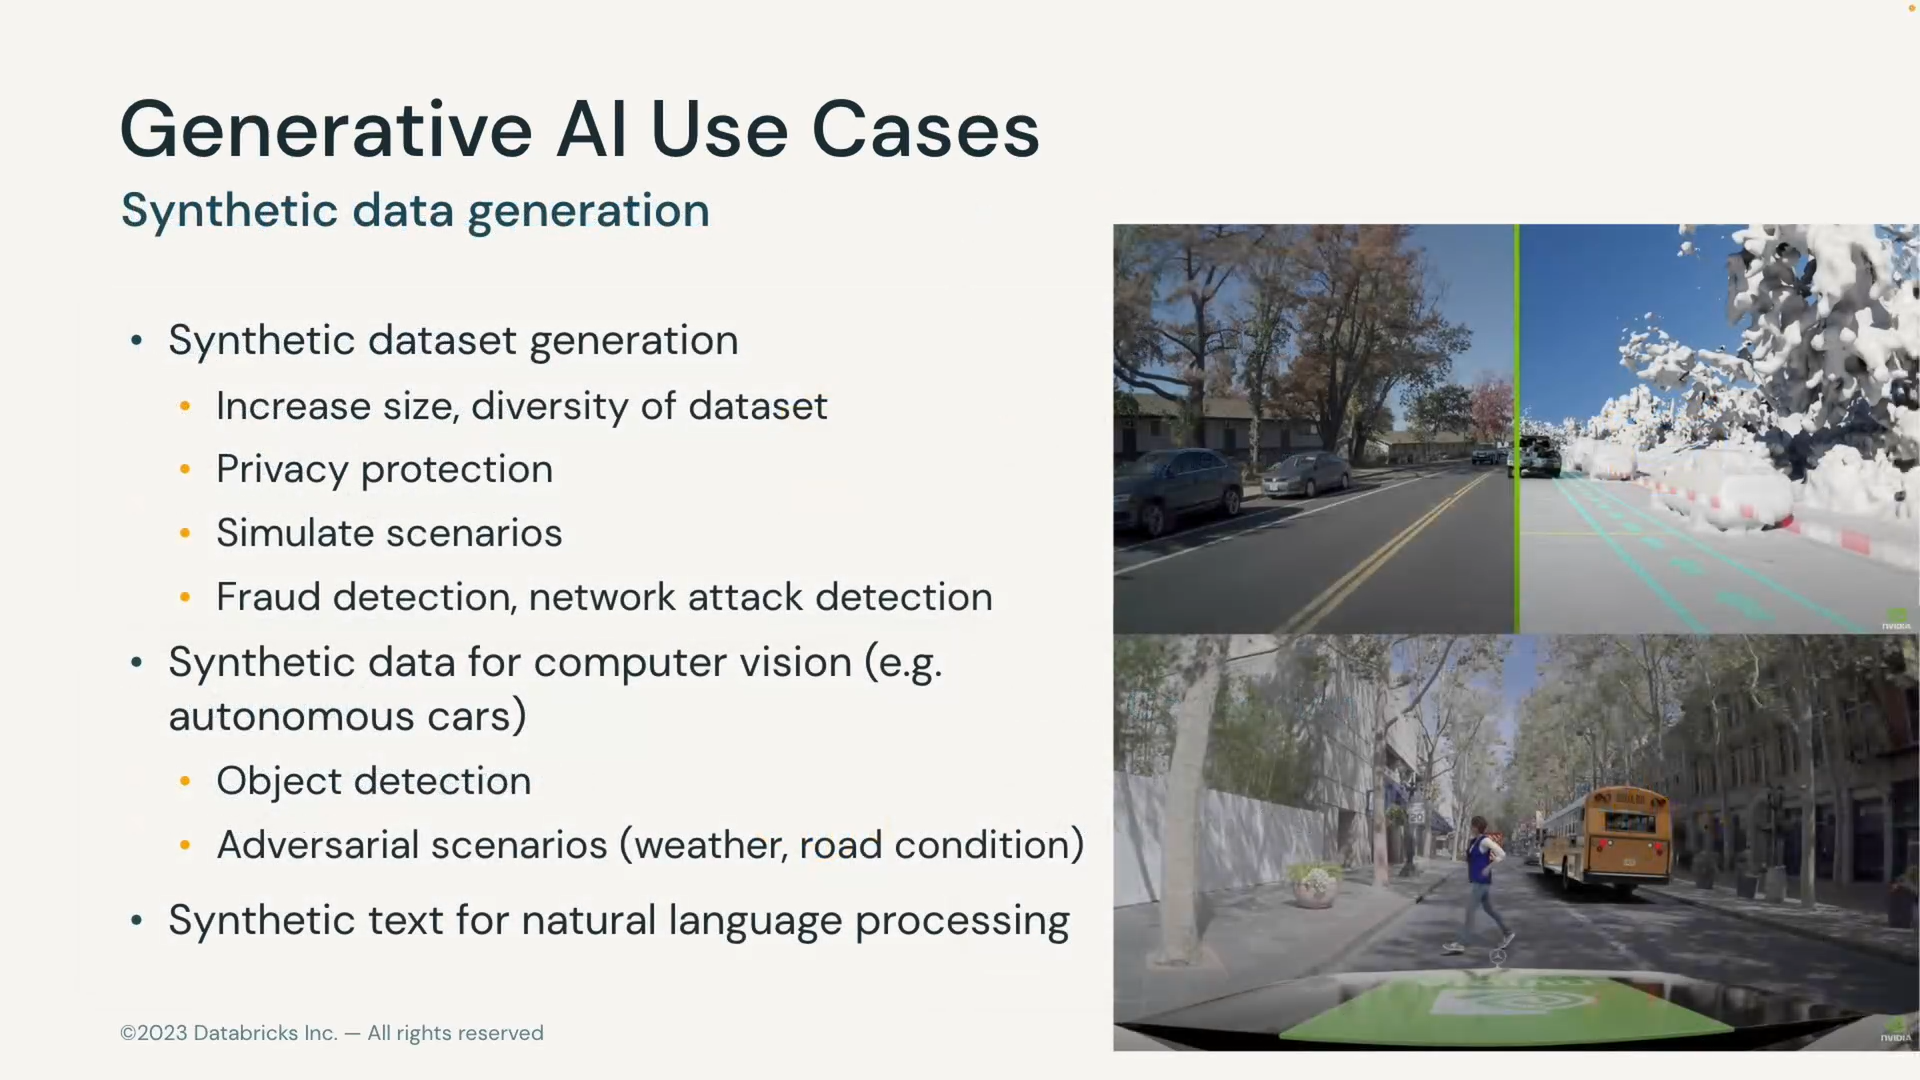 Generative AI Use Cases
Synthetic data generation
• Synthetic dataset generation
• Increase size, diversity of dataset
• Privacy protection
• Simulate scenarios
• Fraud detection, network attack detection
• Synthetic data for computer vision (e.g.
autonomous cars)
• Object detection
• Adversarial scenarios (weather, road condition)
• Synthetic text for natural language processing
©2023 Databricks Inc. — All rights reserved
NVIDIA
NVIDIA